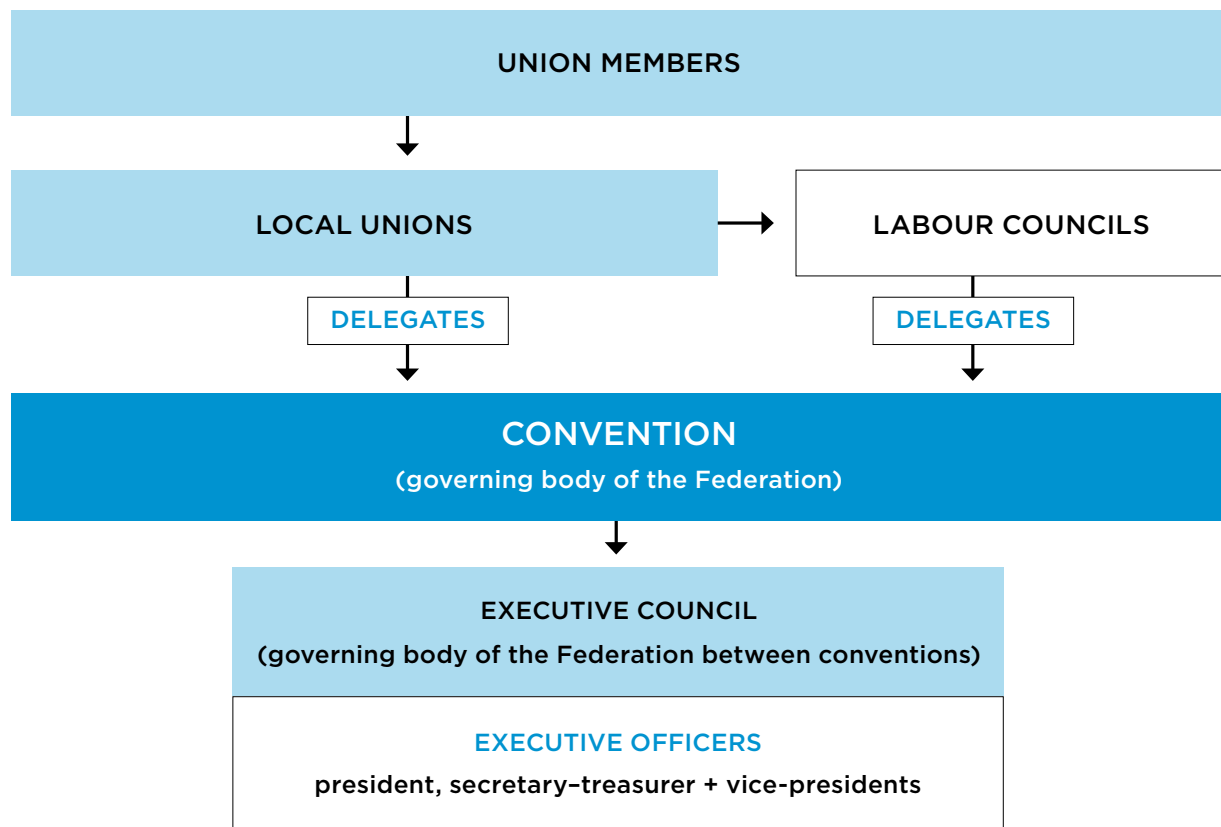 UNION MEMBERS
LOCAL UNIONS
LABOUR COUNCILS
DELEGATES
DELEGATES
CONVENTION
(governing body of the Federation)
EXECUTIVE COUNCIL
(governing body of the Federation between conventions)
EXECUTIVE OFFICERS
president, secretary–treasurer + vice-presidents